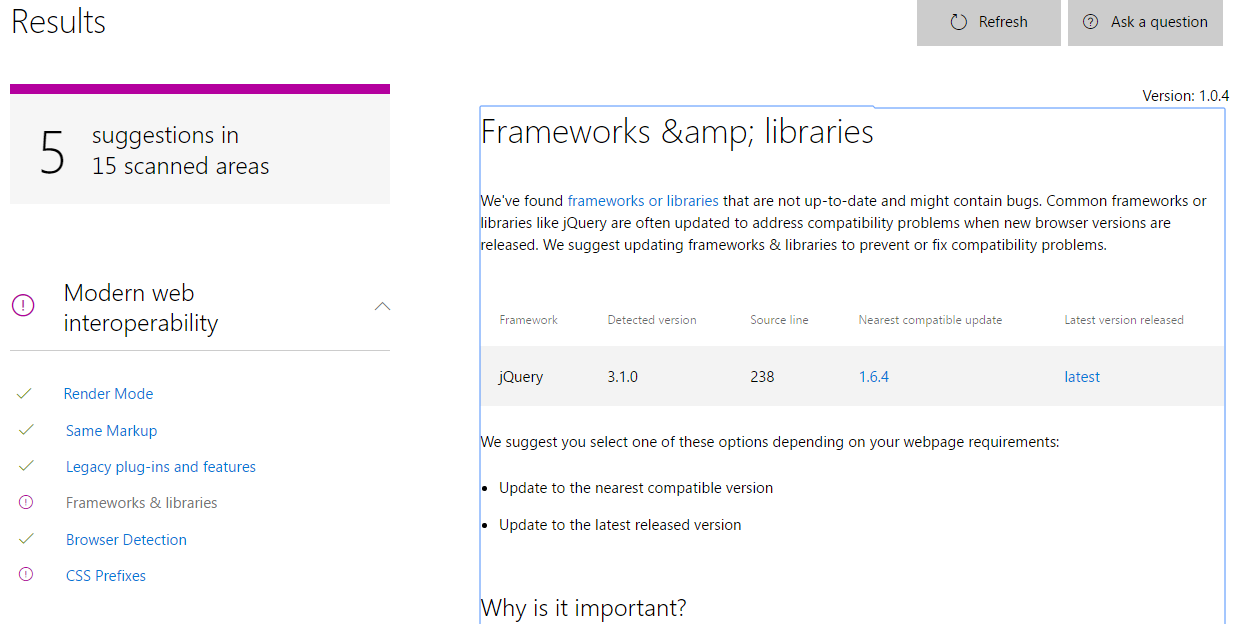 Results
Refresh
Ask a question
5
suggestions in
15 scanned areas
Modern web
interoperability
Render Mode
Same Markup
Legacy plug-ins and features
Frameworks & libraries
Browser Detection
CSS Prefixes
Version: 1.0.4
Frameworks &amp; libraries
We've found frameworks or libraries that are not up-to-date and might contain bugs. Common frameworks or
libraries like jQuery are often updated to address compatibility problems when new browser versions are
released. We suggest updating frameworks & libraries to prevent or fix compatibility problems.
Framework Detected version Source line Nearest compatible update Latest version released
jQuery 3.1.0 238 1.6.4 latest
We suggest you select one of these options depending on your webpage requirements:
• Update to the nearest compatible version
• Update to the latest released version
Why is it important?